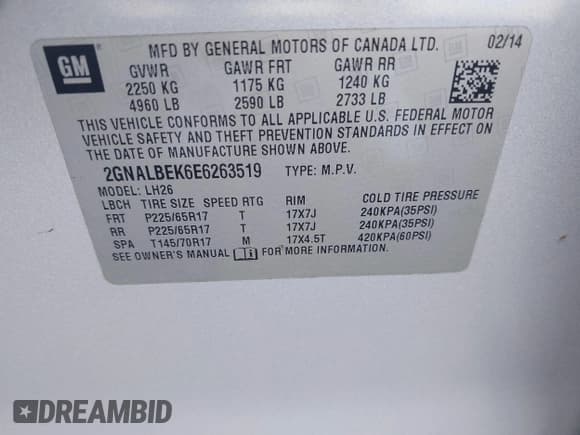 GM
MFD BY GENERAL MOTORS OF CANADA LTD. 02/14
GVWR GAWR FRT GAWR RR
2250 KG 1175 KG 1240 KG
4960 LB 2590 LB 2733 LB
THIS VEHICLE CONFORMS TO ALL APPLICABLE U.S. FEDERAL MOTOR
VEHICLE SAFETY AND THEFT PREVENTION STANDARDS IN EFFECT ON
THE DATE OF MANUFACTURE SHOWN ABOVE.
2GNALBEK6E6263519 TYPE: M.P.V.
MODEL: LH26
LBCH TIRE SIZE SPEED RTG RIM COLD TIRE PRESSURE
FRT P225/65R17 T 17X7J 240KPA(35PSI)
RR P225/65R17 T 17X7J 240KPA(35PSI)
SPA T145/70R17 M 17X4.5T 420KPA(60PSI)
SEE OWNER'S MANUAL FOR MORE INFORMATION.
DREAMBID